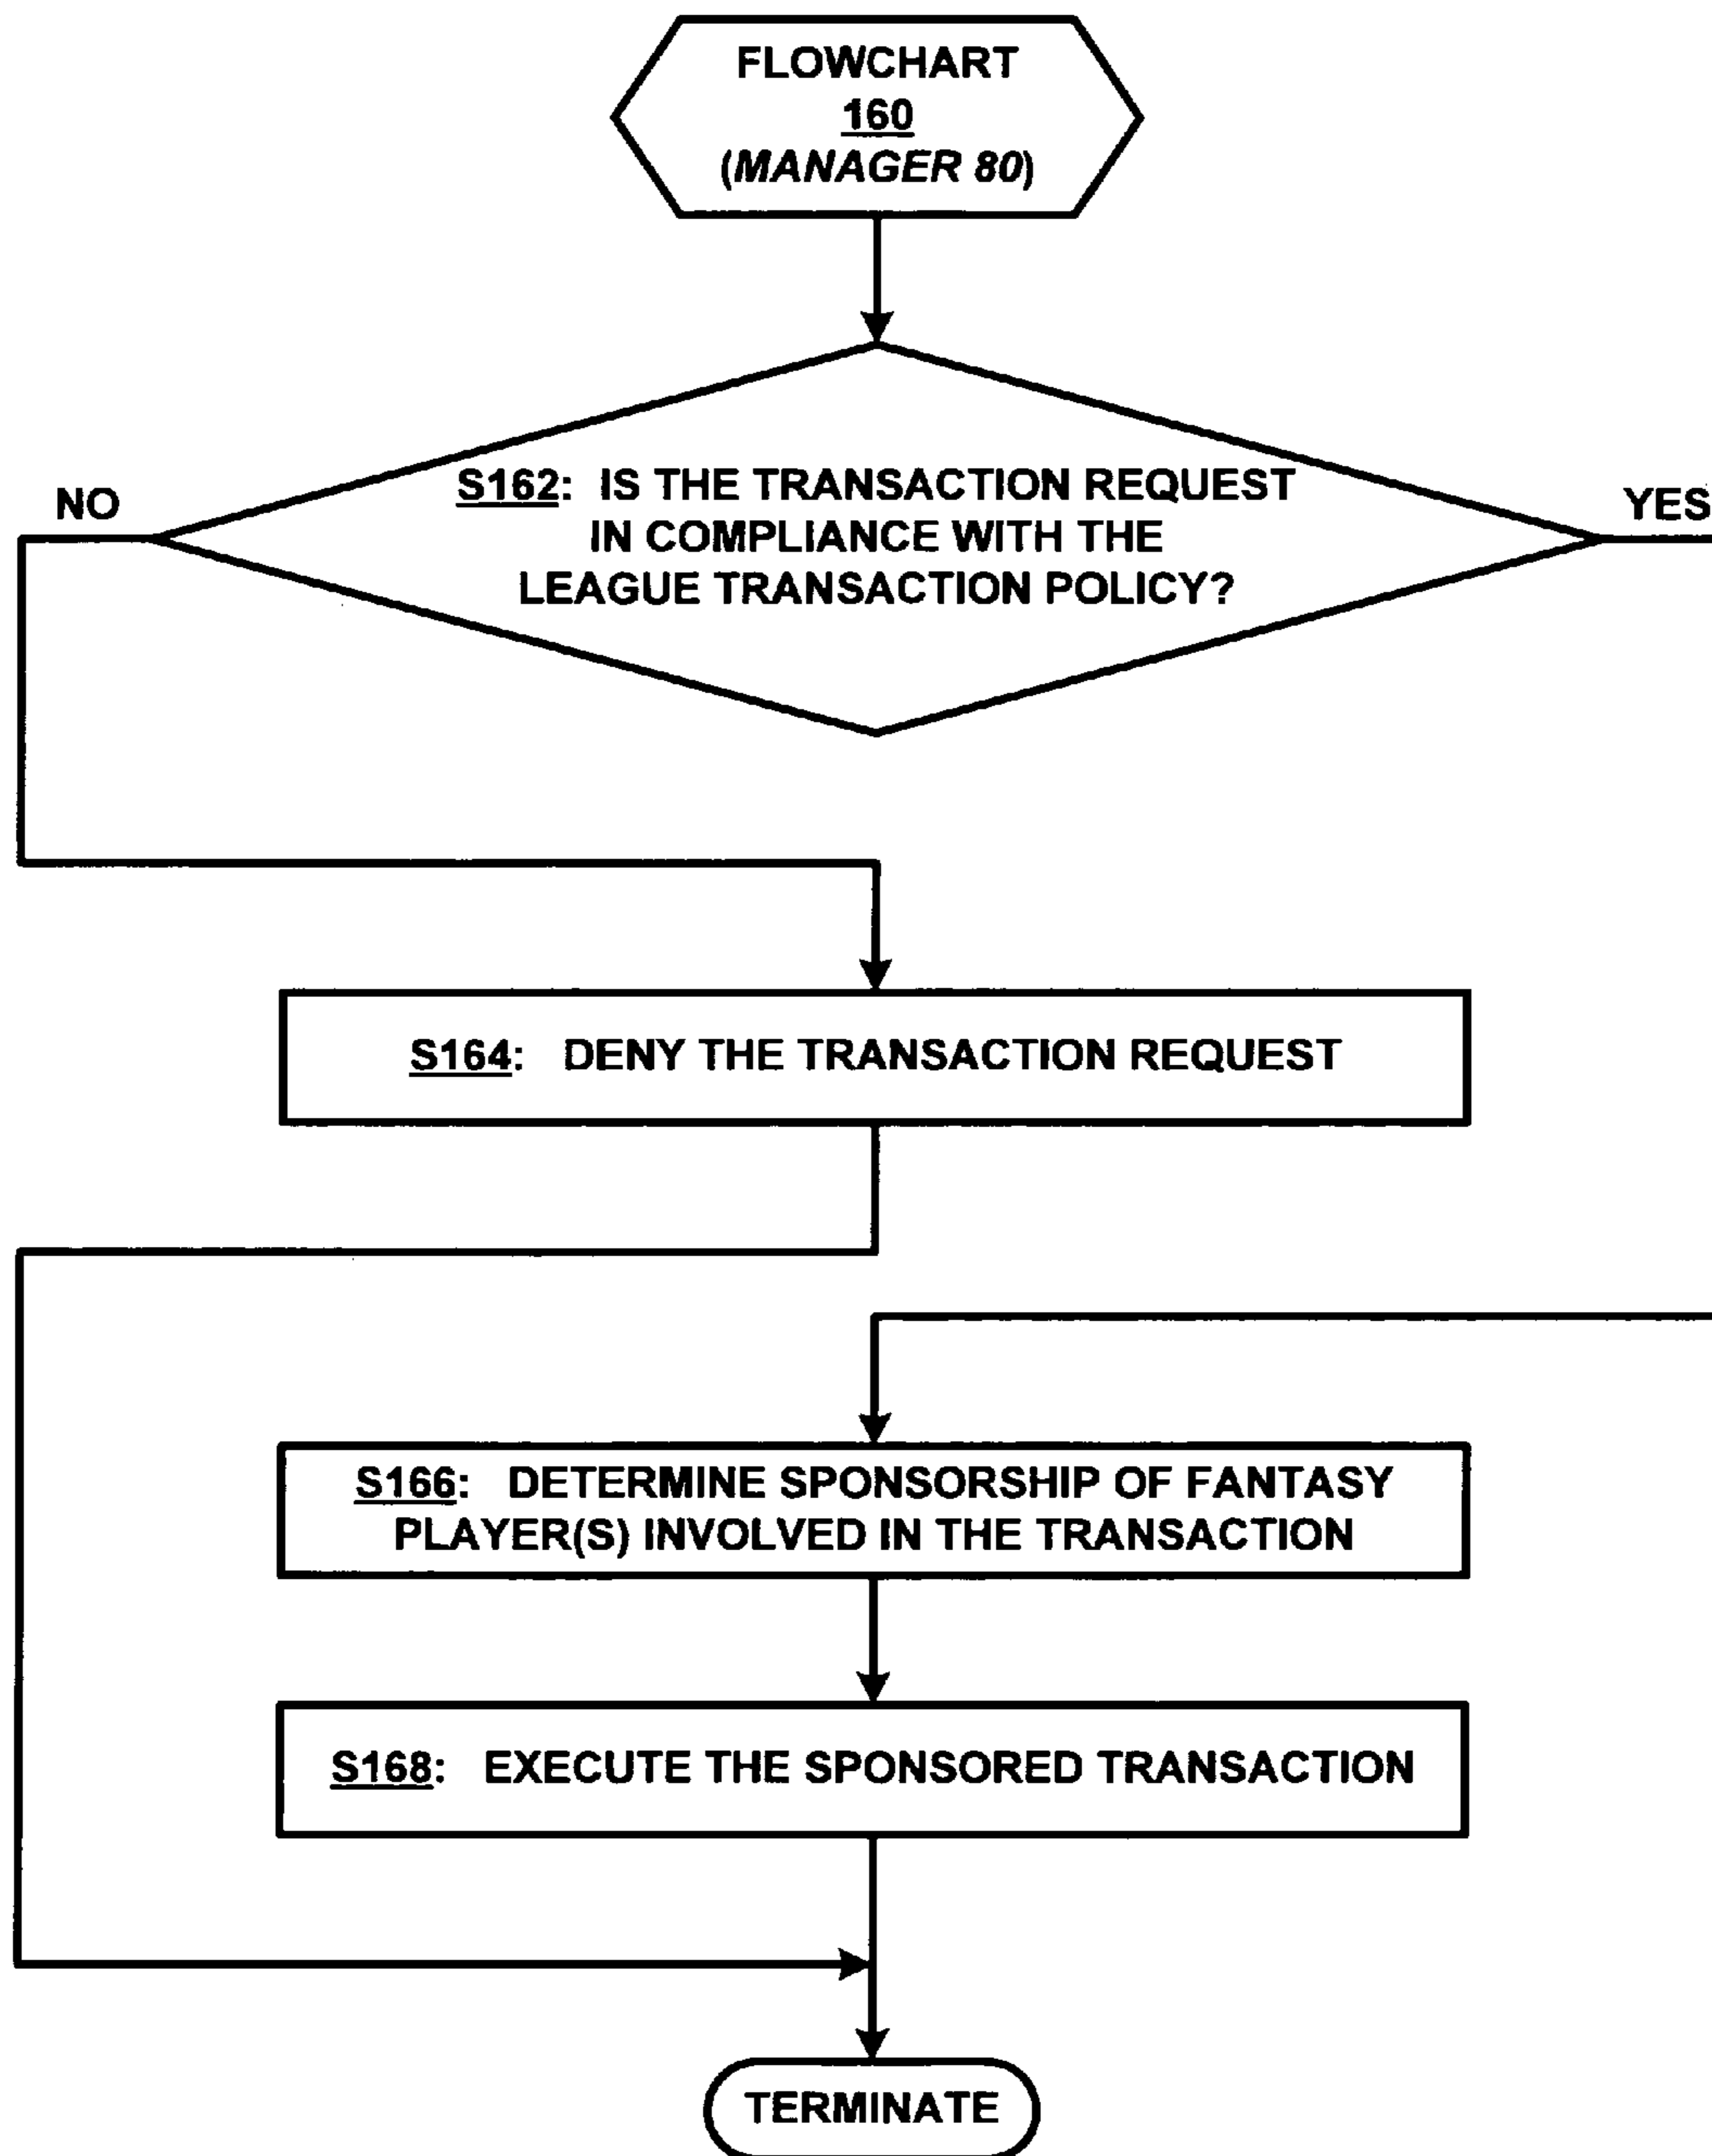 FLOWCHART
160
(MANAGER 80)
S162: IS THE TRANSACTION REQUEST
IN COMPLIANCE WITH THE
LEAGUE TRANSACTION POLICY?
NO
YES
S164: DENY THE TRANSACTION REQUEST
S166: DETERMINE SPONSORSHIP OF FANTASY
PLAYER(S) INVOLVED IN THE TRANSACTION
S168: EXECUTE THE SPONSORED TRANSACTION
TERMINATE